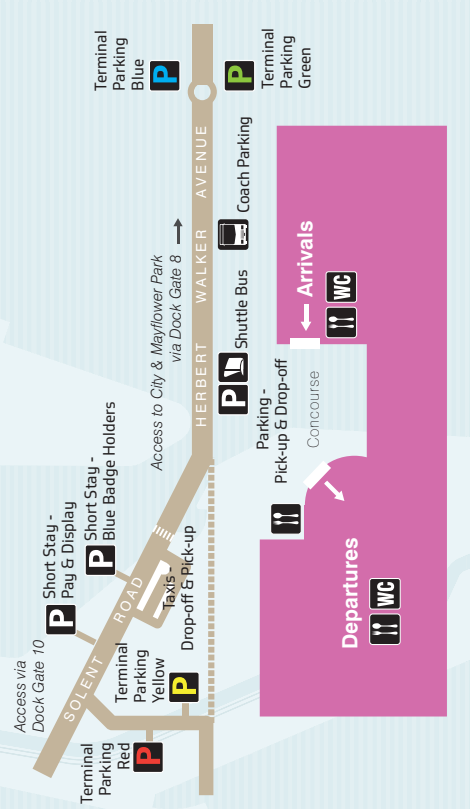 Access via
Dock Gate 10
Short Stay -
Pay & Display
P
Short Stay -
Blue Badge Holders
P
Access to City & Mayflower Park
via Dock Gate 8
Terminal
Parking
Blue
P
SOLENT ROAD
HERBERT WALKER AVENUE
Terminal
Parking
Red
P
Terminal
Parking
Yellow
P
Taxis -
Drop-off & Pick-up
P
Shuttle Bus
Coach Parking
P
Terminal
Parking
Green
Parking -
Pick-up & Drop-off
Concourse
Departures
WC
Arrivals
WC